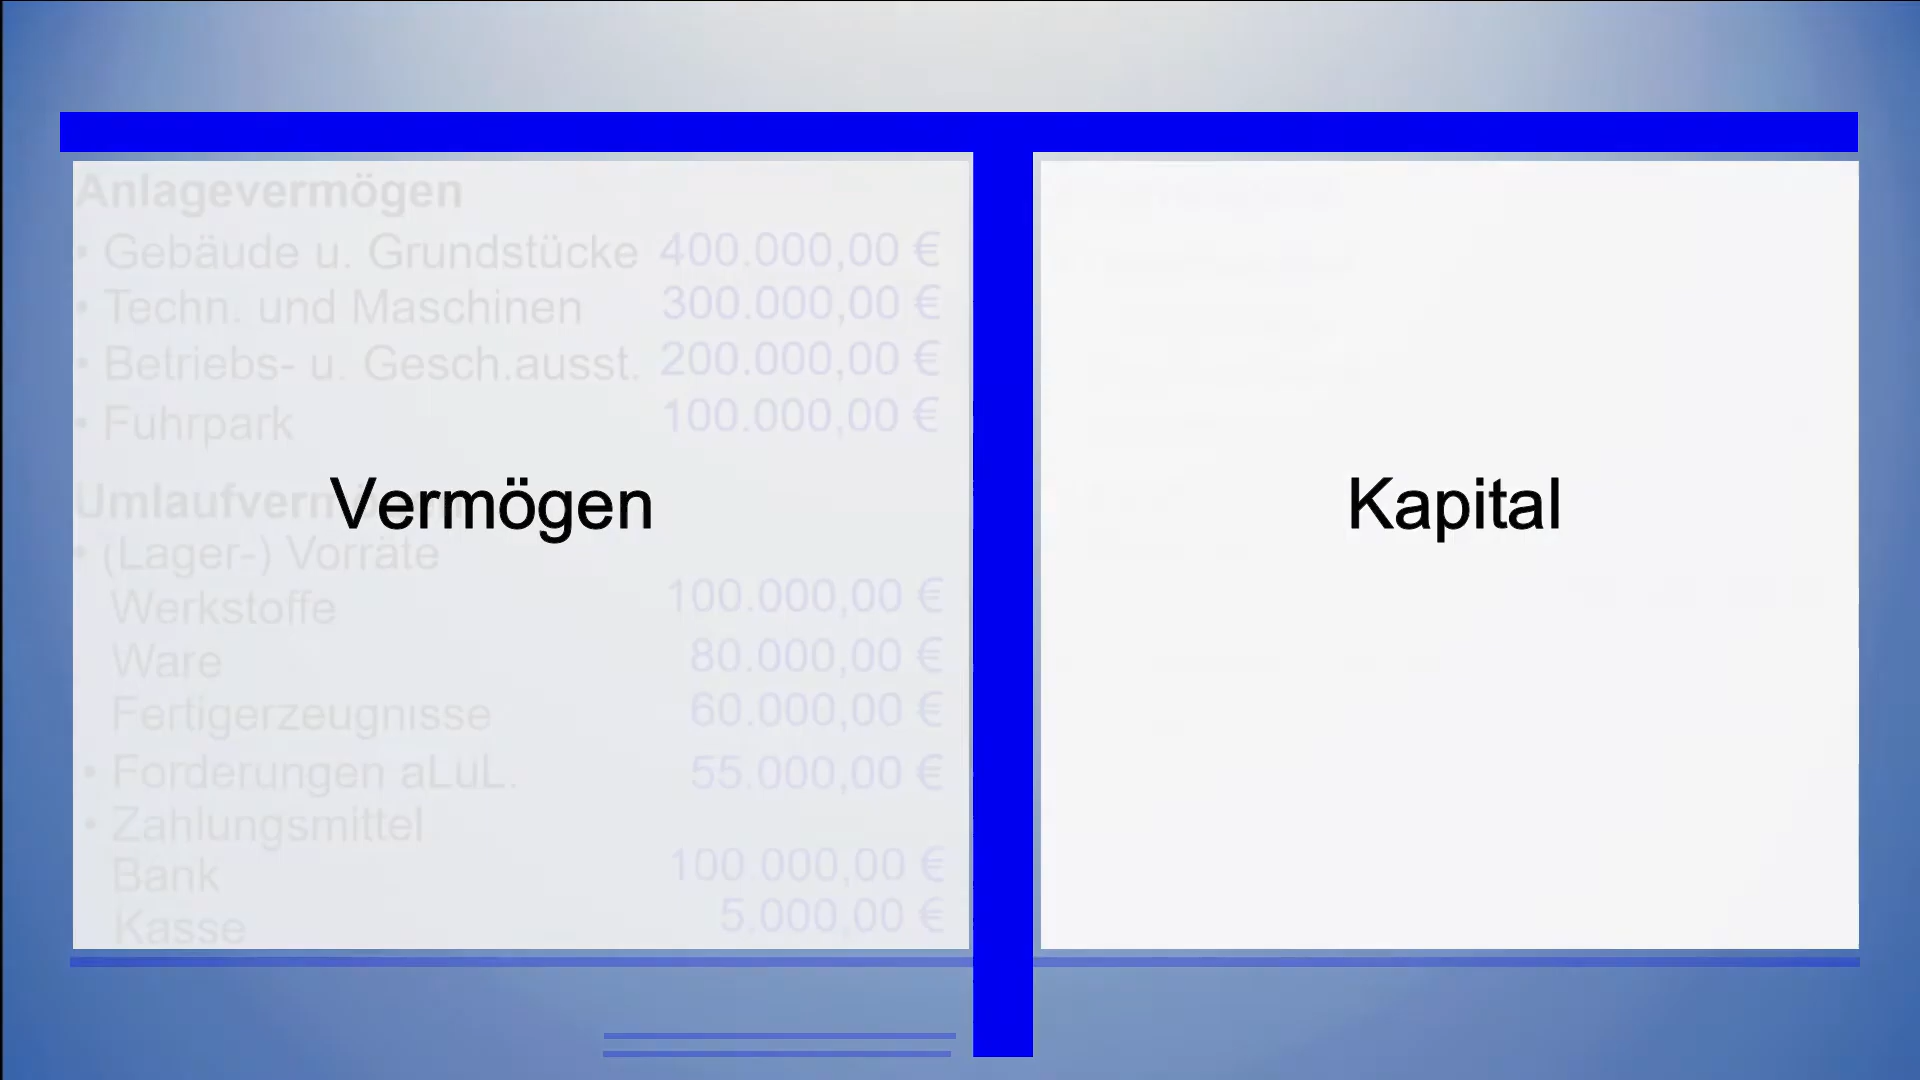 Anlagevermögen
• Gebäude u. Grundstücke 400.000,00 €
• Techn. und Maschinen 300.000,00 €
• Betriebs- u. Gesch.ausst. 200.000,00 €
• Fuhrpark 100.000,00 €
Vermögen
Kapital
• (Lager-) Vorräte
Werkstoffe 100.000,00 €
Ware 80.000,00 €
Fertigerzeugnisse 60.000,00 €
• Forderungen aLuL. 55.000,00 €
• Zahlungsmittel
Bank 100.000,00 €
Kasse 5.000,00 €